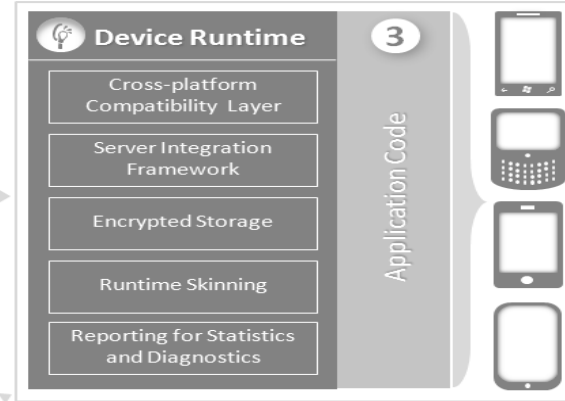 Device Runtime
3
Cross-platform
Compatibility Layer
Server Integration
Framework
Encrypted Storage
Runtime Skinning
Reporting for Statistics
and Diagnostics
Application Code